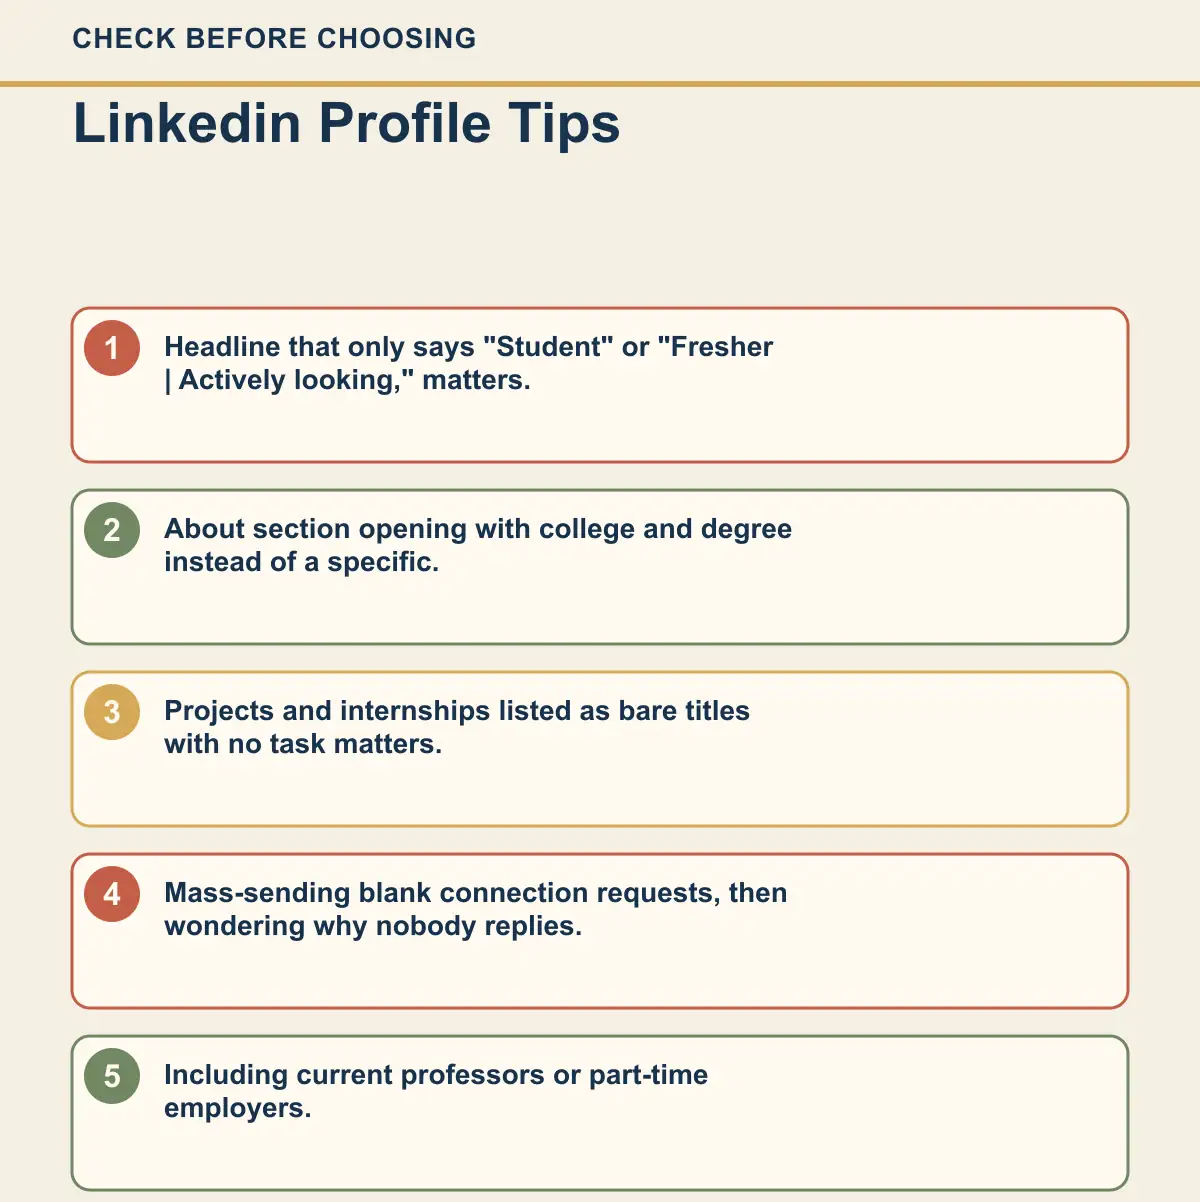 CHECK BEFORE CHOOSING
Linkedin Profile Tips
1
Headline that only says "Student" or "Fresher
| Actively looking," matters.
2
About section opening with college and degree
instead of a specific.
3
Projects and internships listed as bare titles
with no task matters.
4
Mass-sending blank connection requests, then
wondering why nobody replies.
5
Including current professors or part-time
employers.